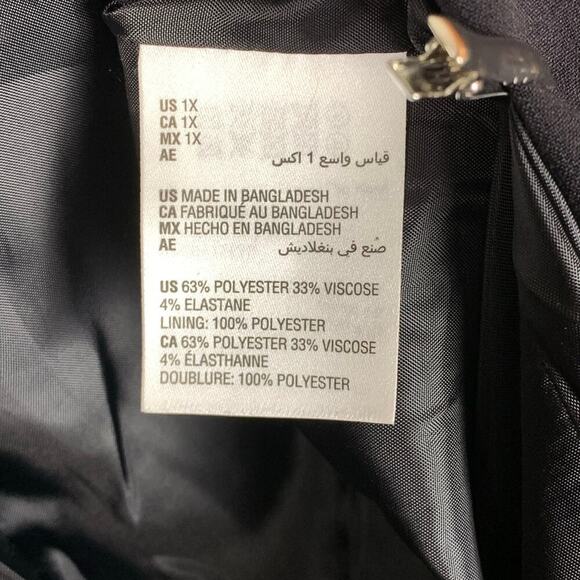 US 1X
CA 1X
MX 1X
AE قياس واسع 1 اكس
US MADE IN BANGLADESH
CA FABRIQUÉ AU BANGLADESH
MX HECHO EN BANGLADESH
AE صُنع في بنغلاديش
US 63% POLYESTER 33% VISCOSE
4% ELASTANE
LINING: 100% POLYESTER
CA 63% POLYESTER 33% VISCOSE
4% ÉLASTHANNE
DOUBLURE: 100% POLYESTER